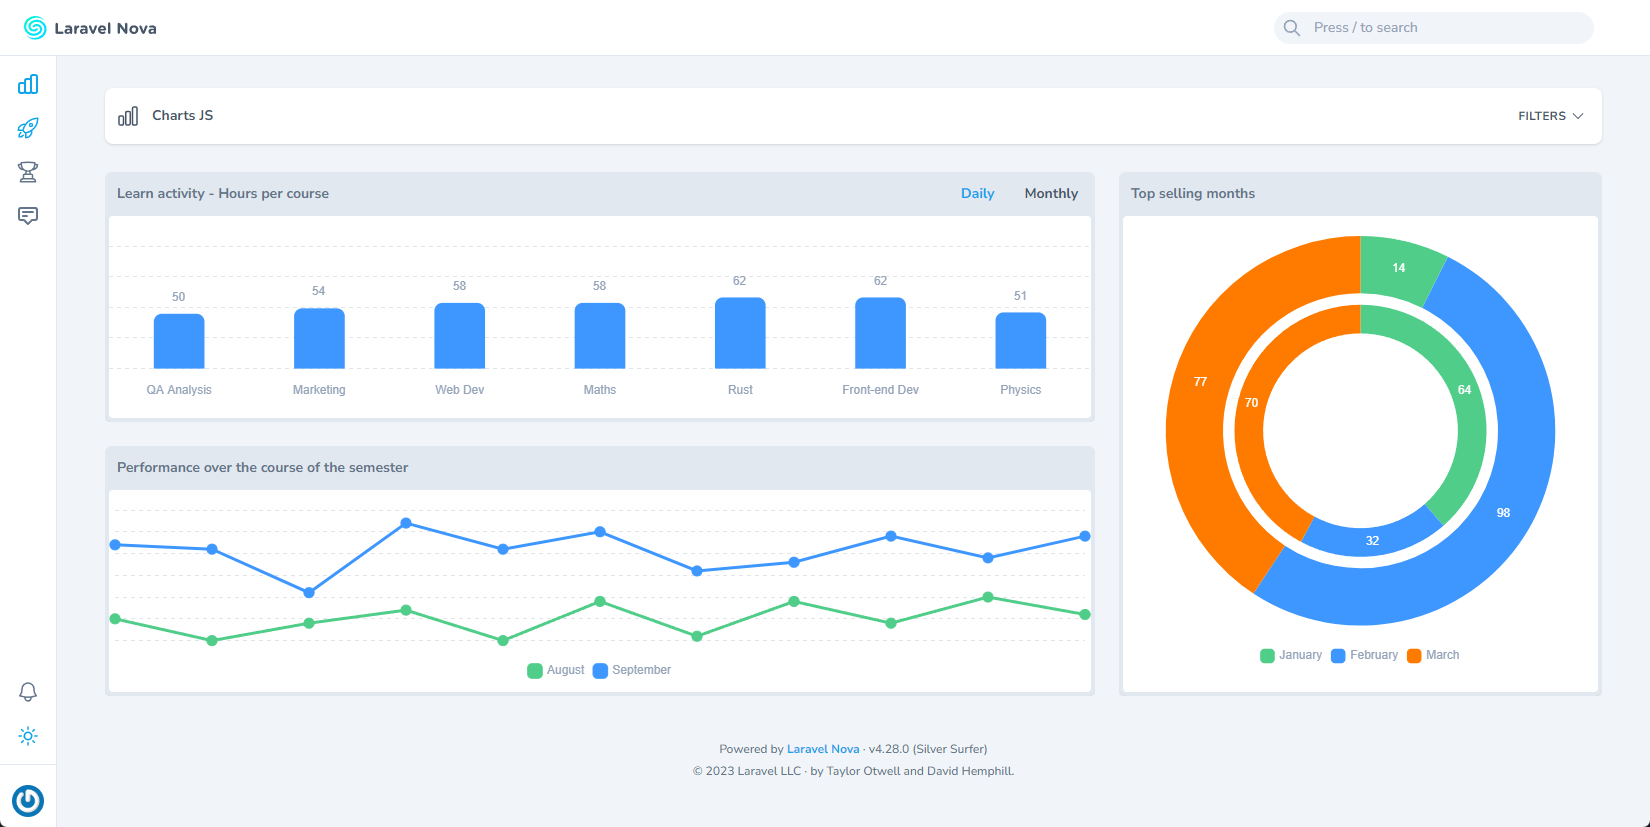 Laravel Nova
Press / to search
Charts JS
FILTERS
Learn activity - Hours per course
Daily
Monthly
50
54
58
58
62
62
51
QA Analysis
Marketing
Web Dev
Maths
Rust
Front-end Dev
Physics
Performance over the course of the semester
August
September
Top selling months
14
77
70
64
98
32
January
February
March
Powered by Laravel Nova · v4.28.0 (Silver Surfer)
© 2023 Laravel LLC · by Taylor Otwell and David Hemphill.